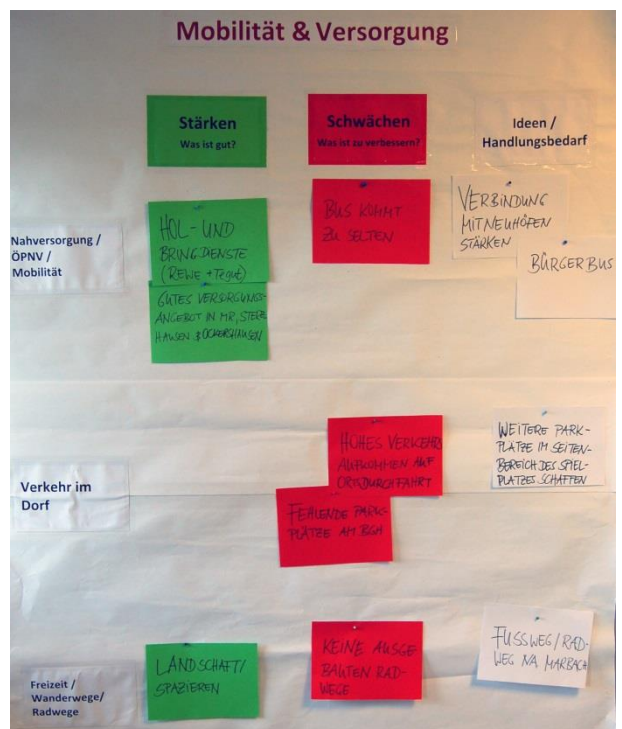 Mobilität & Versorgung
Stärken
Was ist gut?
Schwächen
Was ist zu verbessern?
Ideen /
Handlungsbedarf
Nahversorgung /
ÖPNV /
Mobilität
HOL- UND
BRINGDIENSTE
(REWE + Tegut)
GUTES VERSORGUNGS-
ANGEBOT IN MR, STERZ
HAUSEN & OCKERSHAUSEN
BUS KOMMT
ZU SELTEN
VERBINDUNG
MIT NEUHÖFEN
STÄRKEN
BÜRGERBUS
Verkehr im
Dorf
HOHES VERKEHRS
AUFKOMMEN AUF
ORTSDURCHFAHRT
FEHLENDE PARK-
PLÄTZE AM BGH
WEITERE PARK-
PLÄTZE IM SEITEN-
BEREICH DES SPIEL-
PLATZES SCHAFFEN
Freizeit /
Wanderwege/
Radwege
LANDSCHAFT/
SPAZIEREN
KEINE AUSGE
BAUTEN RAD-
WEGE
FUSSWEG/RAD-
WEG NA MARBACH